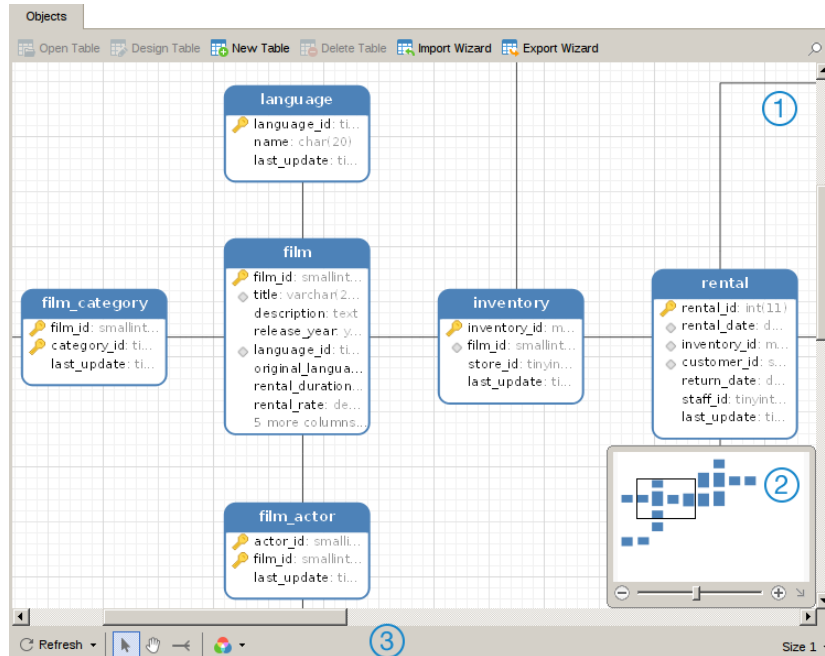 Objects
Open Table Design Table New Table Delete Table Import Wizard Export Wizard
1
language
language_id: ti...
name: char(20)
last_update: ti...
film
film_id: smallint...
title: varchar(2...
description: text
release_year: y...
language_id: ti...
original_langua...
rental_duration...
rental_rate: de...
5 more columns...
film_category
film_id: smallint...
category_id: ti...
last_update: ti...
inventory
inventory_id: m...
film_id: smallint...
store_id: tinyin...
last_update: ti...
rental
rental_id: int(11)
rental_date: d...
inventory_id: m...
customer_id: s...
return_date: d...
staff_id: tinyint...
last_update: ti...
2
film_actor
actor_id: smalli...
film_id: smallint...
last_update: ti...
Refresh
3
Size 1